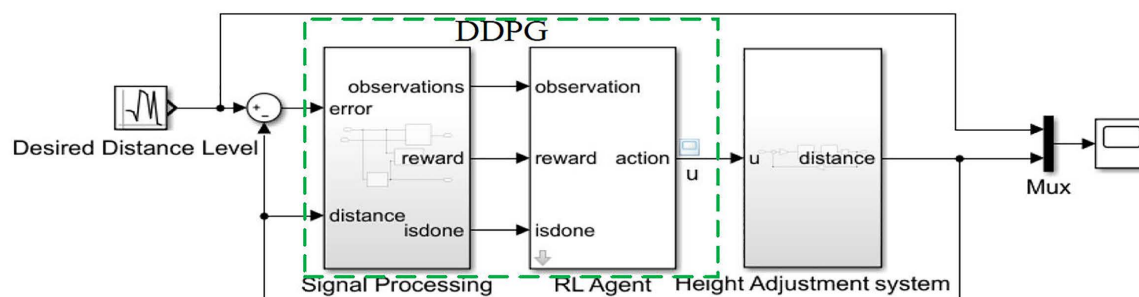 DDPG
observations
observation
error
Desired Distance Level
reward
reward
action
u
u
distance
Mux
distance
isdone
isdone
Signal Processing
RL Agent
Height Adjustment system